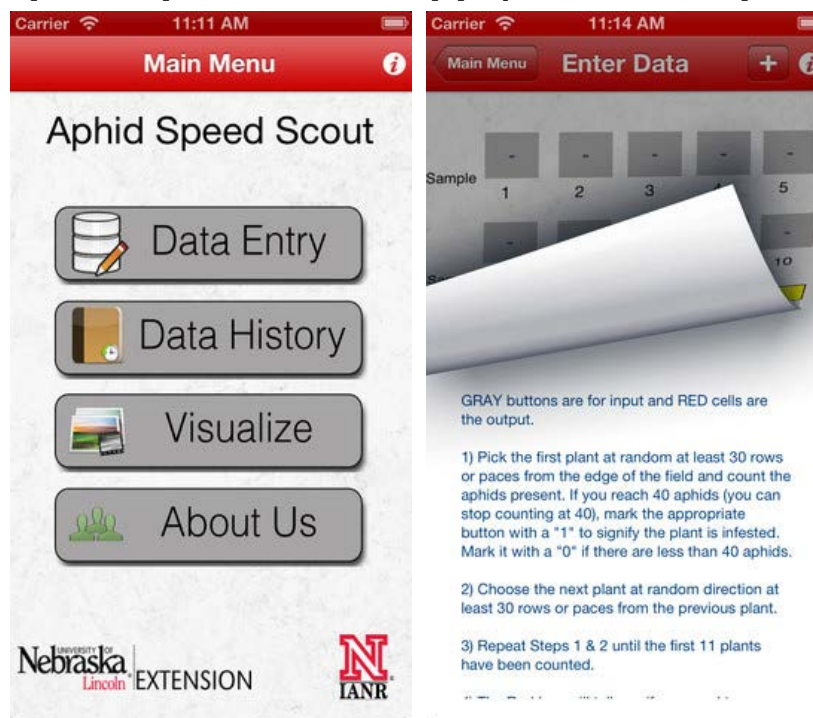 Carrier 11:11 AM
Main Menu
Aphid Speed Scout
Data Entry
Data History
Visualize
About Us
UNIVERSITY OF
Nebraska
Lincoln
EXTENSION
N
IANR
Carrier 11:14 AM
Main Menu Enter Data +
- - - - -
Sample
1 2 3 5
- -
10
GRAY buttons are for input and RED cells are
the output.
1) Pick the first plant at random at least 30 rows
or paces from the edge of the field and count the
aphids present. If you reach 40 aphids (you can
stop counting at 40), mark the appropriate
button with a "1" to signify the plant is infested.
Mark it with a "0" if there are less than 40 aphids.
2) Choose the next plant at random direction at
least 30 rows or paces from the previous plant.
3) Repeat Steps 1 & 2 until the first 11 plants
have been counted.